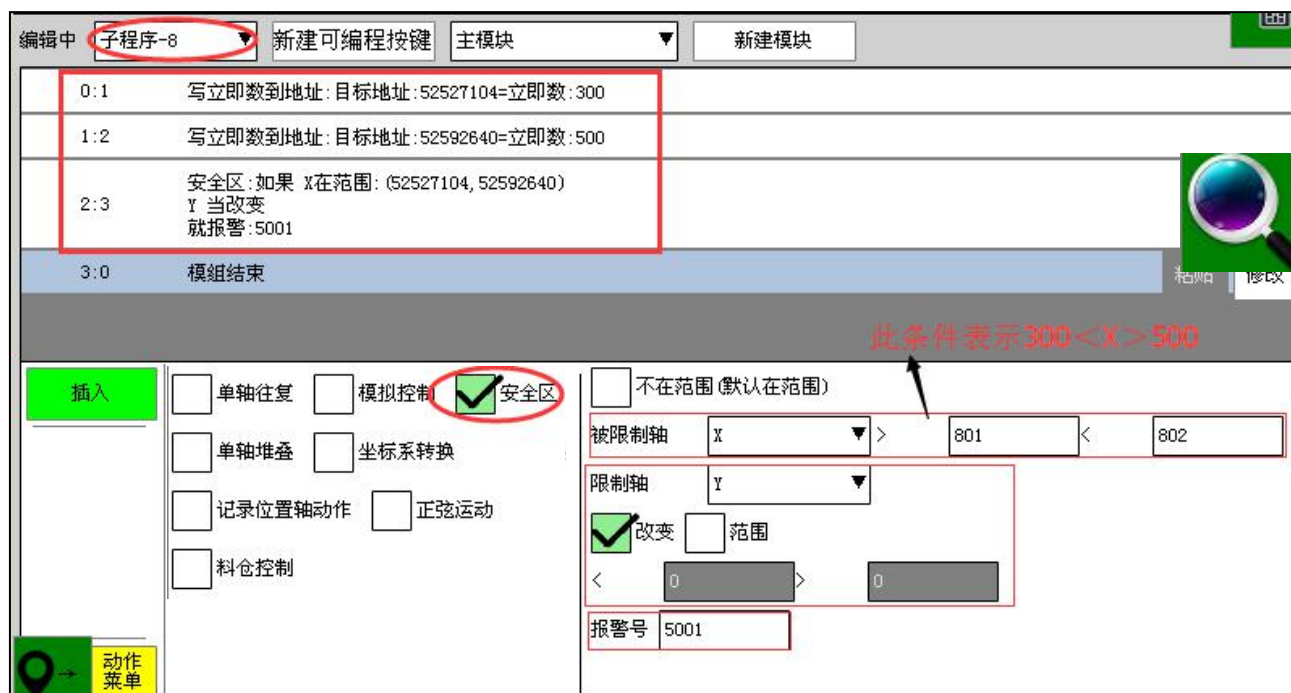 编辑中 子程序-8 新建可编程按键 主模块 新建模块
0:1 写立即数到地址:目标地址:52527104=立即数:300
1:2 写立即数到地址:目标地址:52592640=立即数:500
2:3 安全区:如果 X在范围:(52527104,52592640)
Y 当改变
就报警:5001
3:0 模组结束 粘贴 修改
此条件表示300<X>500
插入 单轴往复 模拟控制 安全区 不在范围(默认在范围)
被限制轴 X > 801 < 802
单轴堆叠 坐标系转换
限制轴 Y
记录位置轴动作 正弦运动
改变 范围
料仓控制
< 0 > 0
报警号 5001
动作
菜单